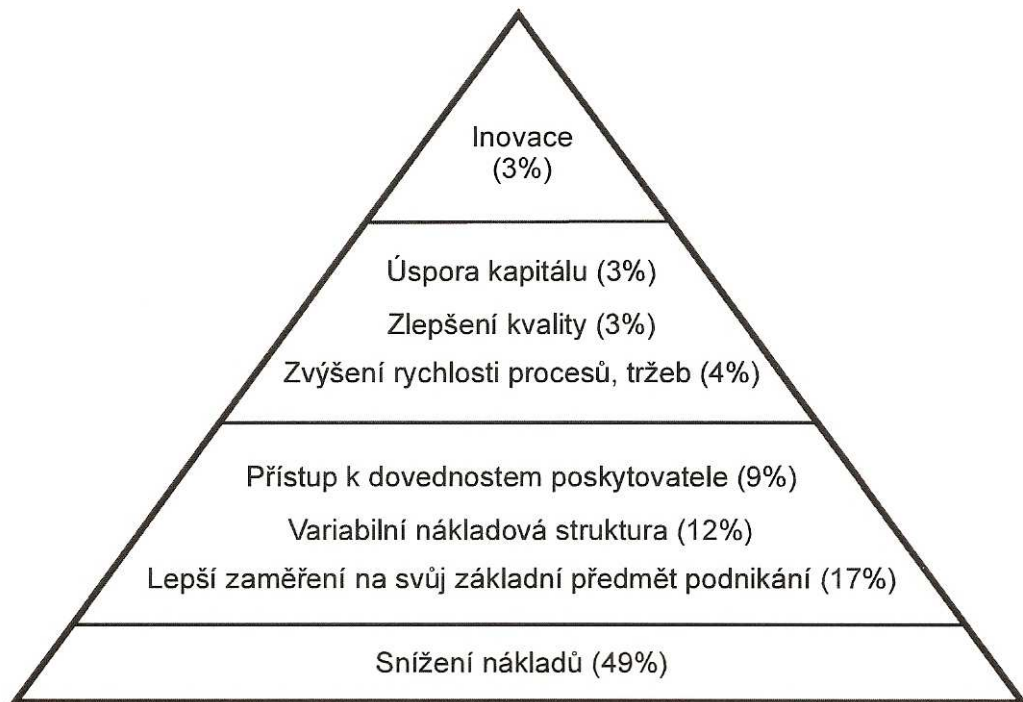 Inovace
(3%)
Úspora kapitálu (3%)
Zlepšení kvality (3%)
Zvýšení rychlosti procesů, tržeb (4%)
Přístup k dovednostem poskytovatele (9%)
Variabilní nákladová struktura (12%)
Lepší zaměření na svůj základní předmět podnikání (17%)
Snížení nákladů (49%)